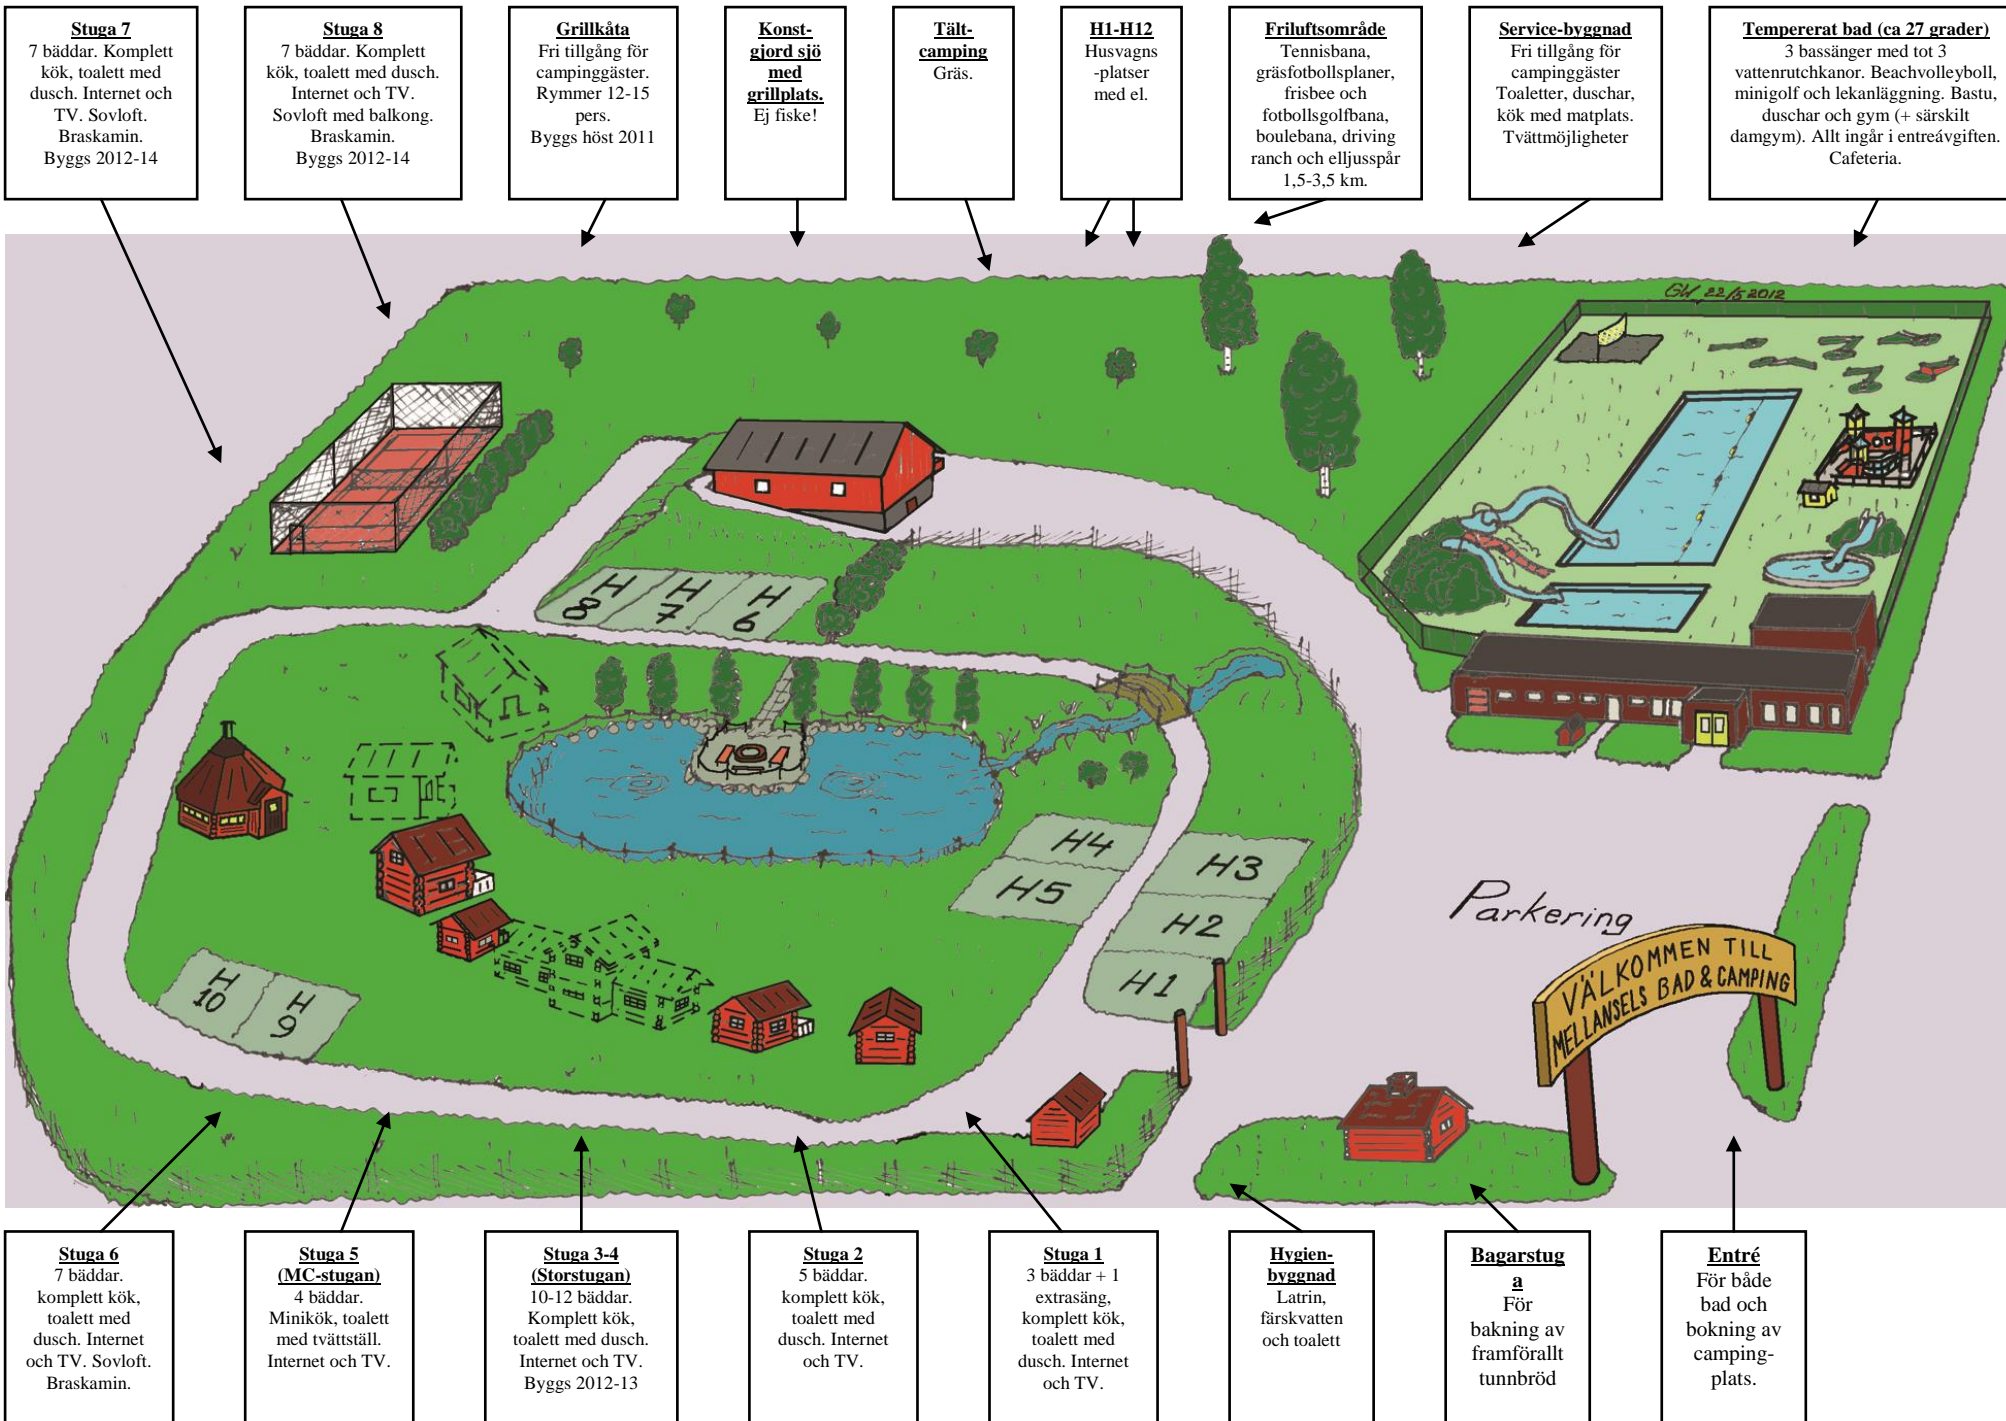 Stuga 7
7 bäddar. Komplett
kök, toalett med
dusch. Internet och
TV. Sovloft.
Braskamin.
Byggs 2012-14
Stuga 8
7 bäddar. Komplett
kök, toalett med dusch.
Internet och TV.
Sovloft med balkong.
Braskamin.
Byggs 2012-14
Grillkåta
Fri tillgång för
campinggäster.
Rymmer 12-15
pers.
Byggs höst 2011
Konst-
gjord sjö
med
grillplats.
Ej fiske!
Tält-
camping
Gräs.
H1-H12
Husvagns
-platser
med el.
Friluftsområde
Tennisbana,
gräsfotbollsplaner,
frisbee och
fotbollsgolfbana,
boulebana, driving
ranch och elljusspår
1,5-3,5 km.
Service-byggnad
Fri tillgång för
campinggäster
Toaletter, duschar,
kök med matplats.
Tvättmöjligheter
Tempererat bad (ca 27 grader)
3 bassänger med tot 3
vattenrutchkanor. Beachvolleyboll,
minigolf och lekanläggning. Bastu,
duschar och gym (+ särskilt
damgym). Allt ingår i entreávgiften.
Cafeteria.
GW 22/5 2012
H
8
H
7
H
6
H4
H5
H3
H2
H1
H
10
H
9
Parkering
VÄLKOMMEN TILL
MELLANSELS BAD & CAMPING
Stuga 6
7 bäddar.
komplett kök,
toalett med
dusch. Internet
och TV. Sovloft.
Braskamin.
Stuga 5
(MC-stugan)
4 bäddar.
Minikök, toalett
med tvättställ.
Internet och TV.
Stuga 3-4
(Storstugan)
10-12 bäddar.
Komplett kök,
toalett med dusch.
Internet och TV.
Byggs 2012-13
Stuga 2
5 bäddar.
komplett kök,
toalett med
dusch. Internet
och TV.
Stuga 1
3 bäddar + 1
extrasäng,
komplett kök,
toalett med
dusch. Internet
och TV.
Hygien-
byggnad
Latrin,
färskvatten
och toalett
Bagarstug
a
För
bakning av
framförallt
tunnbröd
Entré
För både
bad och
bokning av
camping-
plats.